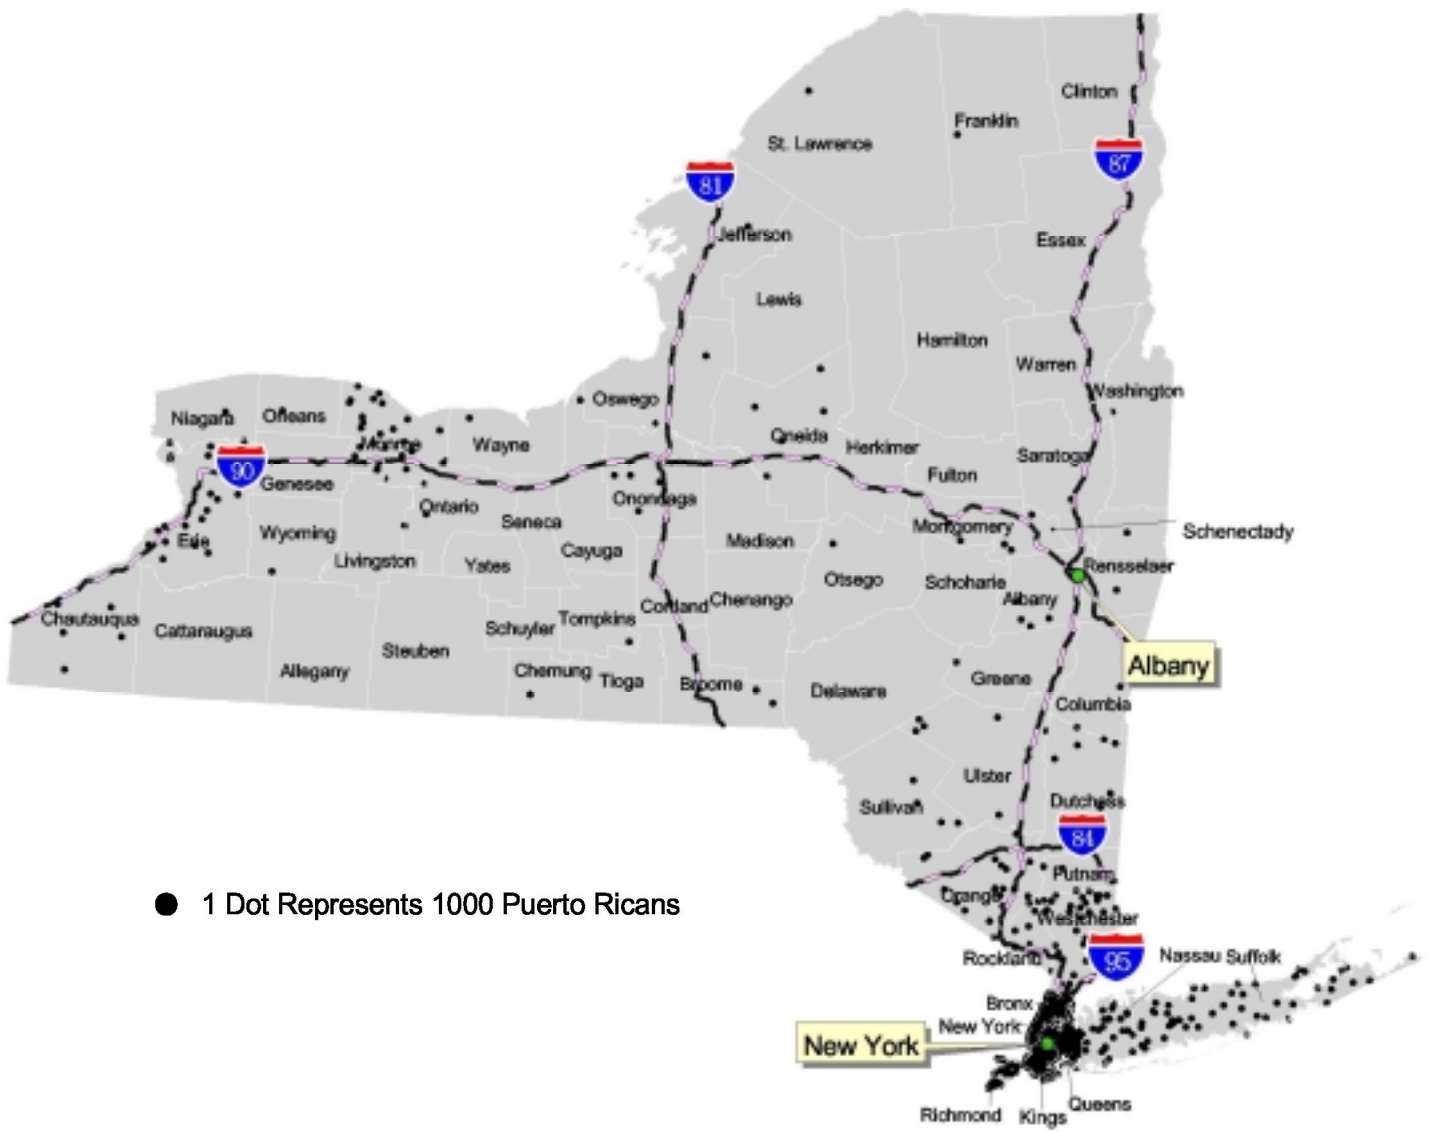 Clinton
Franklin
St. Lawrence
87
81
Jefferson
Essex
Lewis
Hamilton
Warren
Washington
Oswego
Niagara
Orleans
Monroe
Wayne
Oneida
Herkimer
Saratoga
90
Genesee
Fulton
Ontario
Onondaga
Seneca
Montgomery
Schenectady
Erie
Wyoming
Livingston
Cayuga
Madison
Yates
Otsego
Schoharie
Rensselaer
Albany
Chautauqua
Cattaraugus
Schuyler
Tompkins
Cortland
Chenango
Steuben
Allegany
Chemung
Tioga
Broome
Delaware
Greene
Albany
Columbia
Ulster
Sullivan
Dutchess
84
Putnam
Orange
1 Dot Represents 1000 Puerto Ricans
Westchester
Rockland
95
Nassau
Suffolk
Bronx
New York
New York
Richmond
Kings
Queens